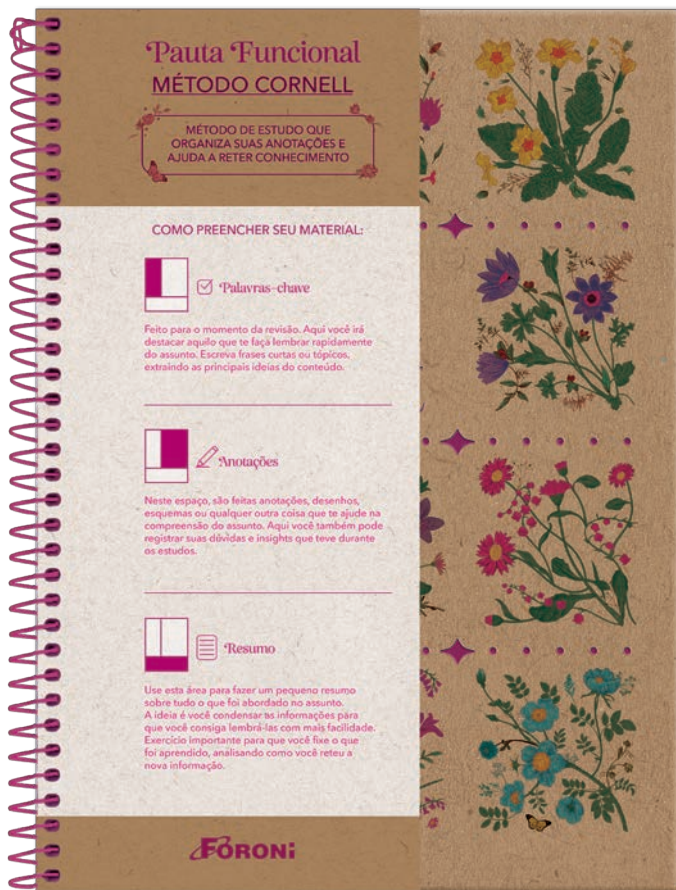 Pauta Funcional
MÉTODO CORNELL
MÉTODO DE ESTUDO QUE
ORGANIZA SUAS ANOTAÇÕES E
AJUDA A RETER CONHECIMENTO
COMO PREENCHER SEU MATERIAL:
Palavras-chave
Feito para o momento da revisão. Aqui você irá
destacar aquilo que te faça lembrar rapidamente
do assunto. Escreva frases curtas ou tópicos,
extraindo as principais ideias do conteúdo.
Anotações
Neste espaço, são feitas anotações, desenhos,
esquemas ou qualquer outra coisa que te ajude na
compreensão do assunto. Aqui você também pode
registrar suas dúvidas e insights que teve durante
os estudos.
Resumo
Use esta área para fazer um pequeno resumo
sobre tudo o que foi abordado no assunto.
A ideia é você condensar as informações para
que você consiga lembrá-las com mais facilidade.
Exercício importante para que você fixe o que
foi aprendido, analisando como você reteu a
nova informação.
FORONI